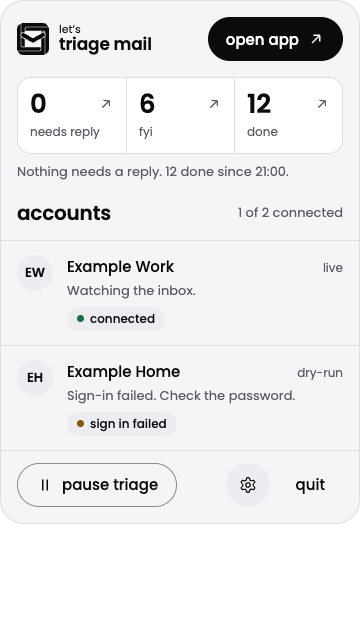 let's
triage mail
open app
0
needs reply
6
fyi
12
done
Nothing needs a reply. 12 done since 21:00.
accounts
1 of 2 connected
EW
Example Work
live
Watching the inbox.
connected
EH
Example Home
dry-run
Sign-in failed. Check the password.
sign in failed
pause triage
quit